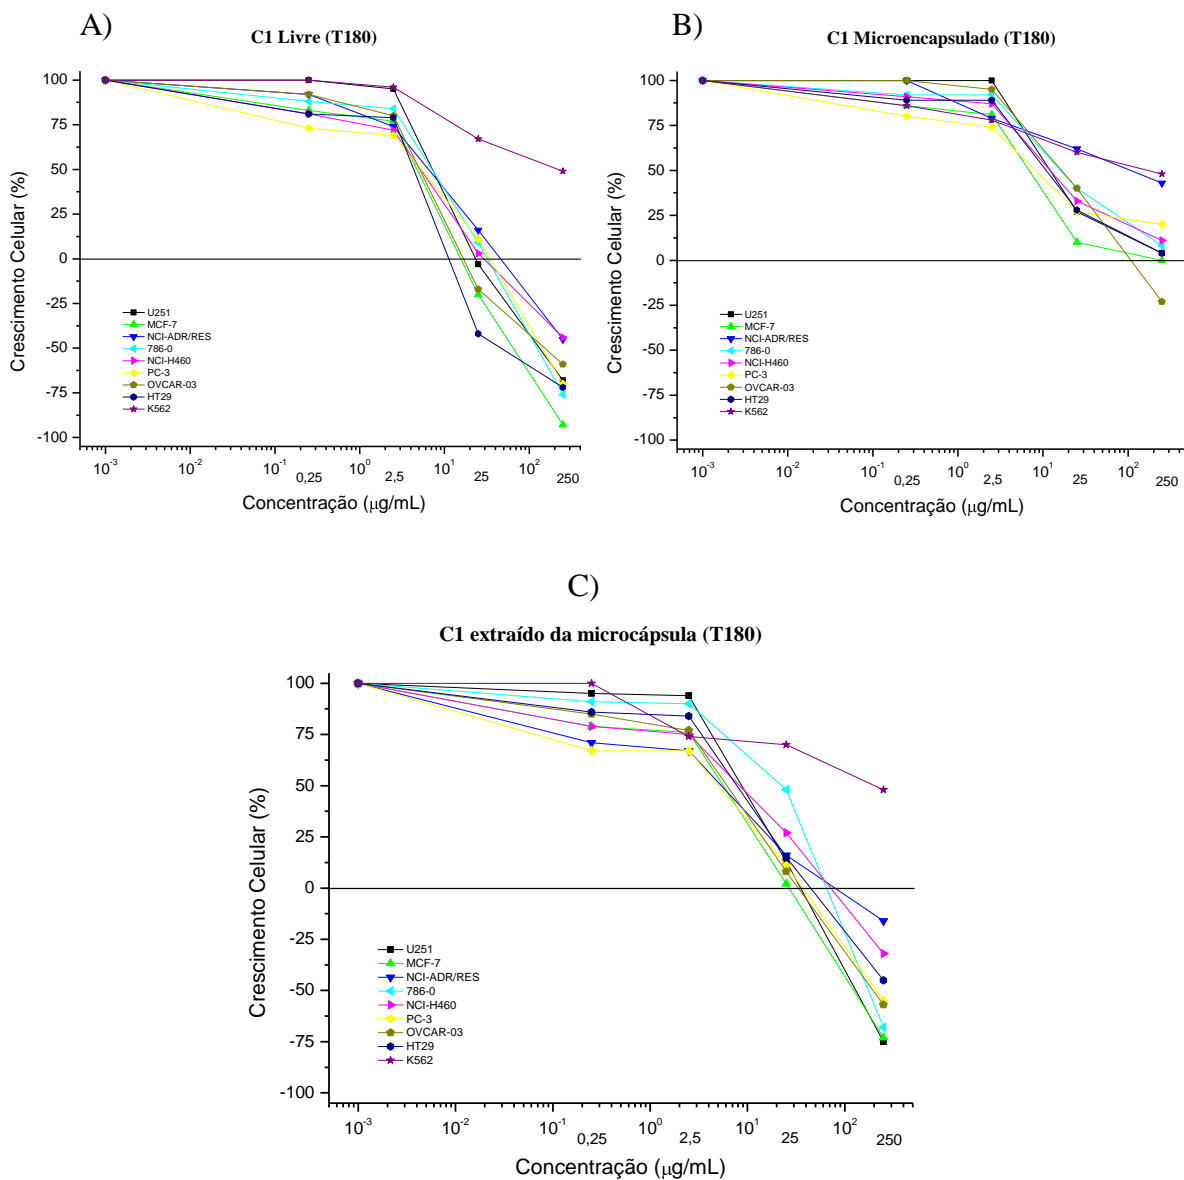 A)
C1 Livre (T180)
Crescimento Celular (%)
100
75
50
25
0
-25
-50
-75
-100
U251
MCF-7
NCI-ADR/RES
786-0
NCI-H460
PC-3
OVCAR-03
HT29
K562
10⁻³ 10⁻² 10⁻¹ 10⁰ 10¹ 10²
0,25 2,5 25 250
Concentração (µg/mL)
B)
C1 Microencapsulado (T180)
Crescimento Celular (%)
100
75
50
25
0
-25
-50
-75
-100
U251
MCF-7
NCI-ADR/RES
786-0
NCI-H460
PC-3
OVCAR-03
HT29
K562
10⁻³ 10⁻² 10⁻¹ 10⁰ 10¹ 10²
0,25 2,5 25 250
Concentração (µg/mL)
C)
C1 extraído da microcápsula (T180)
Crescimento Celular (%)
100
75
50
25
0
-25
-50
-75
-100
U251
MCF-7
NCI-ADR/RES
786-0
NCI-H460
PC-3
OVCAR-03
HT29
K562
10⁻³ 10⁻² 10⁻¹ 10⁰ 10¹ 10²
0,25 2,5 25 250
Concentração (µg/mL)